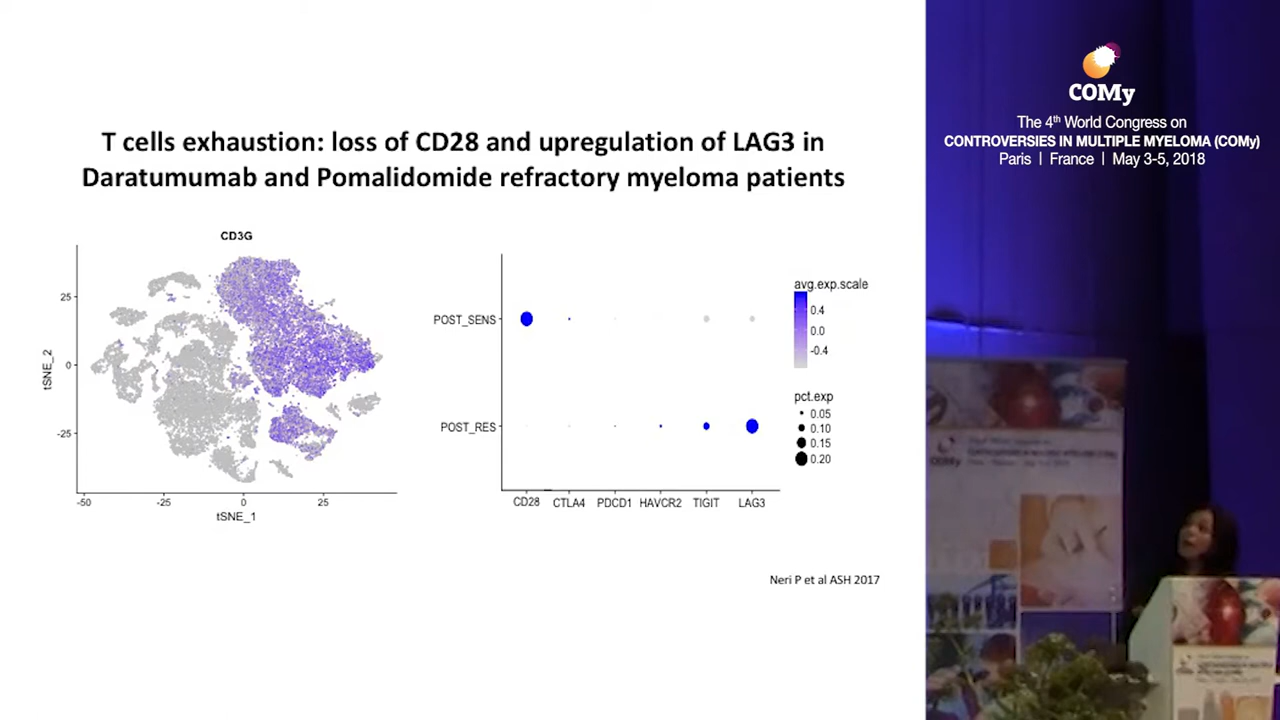 T cells exhaustion: loss of CD28 and upregulation of LAG3 in
Daratumumab and Pomalidomide refractory myeloma patients
CD3G
25
0
-25
tSNE_2
-50
-25
0
25
tSNE_1
POST_SENS
POST_RES
CD28
CTLA4
PDCD1
HAVCR2
TIGIT
LAG3
avg.exp.scale
0.4
0.0
-0.4
pct.exp
0.05
0.10
0.15
0.20
Neri P et al ASH 2017
COMy
The 4th World Congress on
CONTROVERSIES IN MULTIPLE MYELOMA (COMy)
Paris | France | May 3-5, 2018